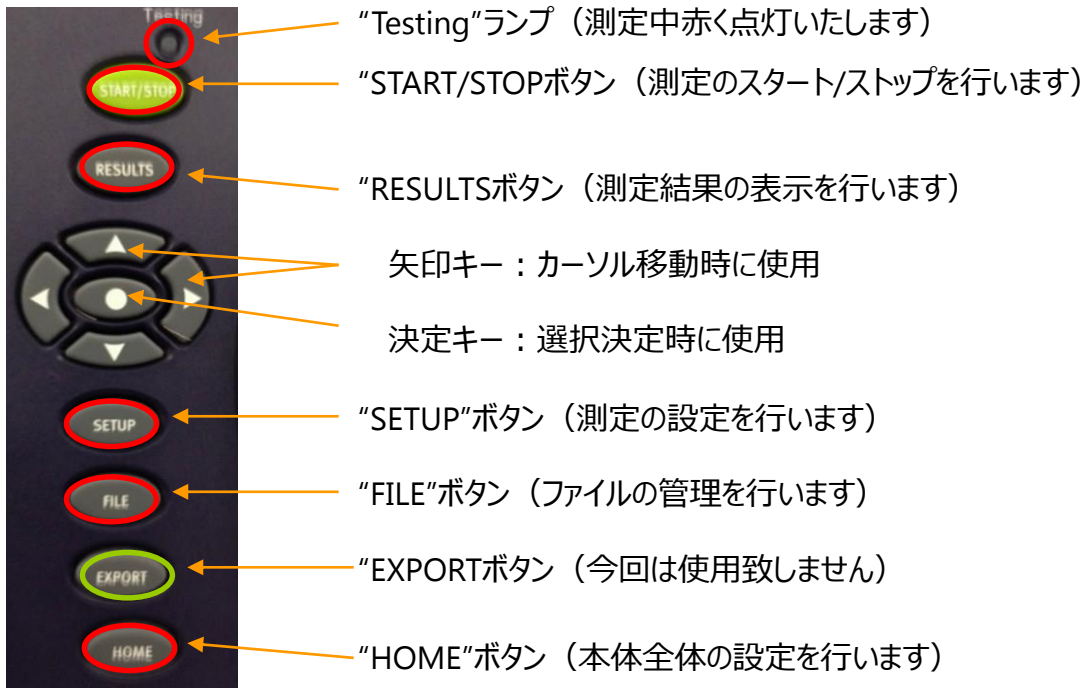 Testing
“Testing”ランプ（測定中赤く点灯いたします）
START/STOP
“START/STOPボタン（測定のスタート/ストップを行います）
RESULTS
“RESULTSボタン（測定結果の表示を行います）
矢印キー：カーソル移動時に使用
決定キー：選択決定時に使用
SETUP
“SETUP”ボタン（測定の設定を行います）
FILE
“FILE”ボタン（ファイルの管理を行います）
EXPORT
“EXPORTボタン（今回は使用致しません）
HOME
“HOME”ボタン（本体全体の設定を行います）